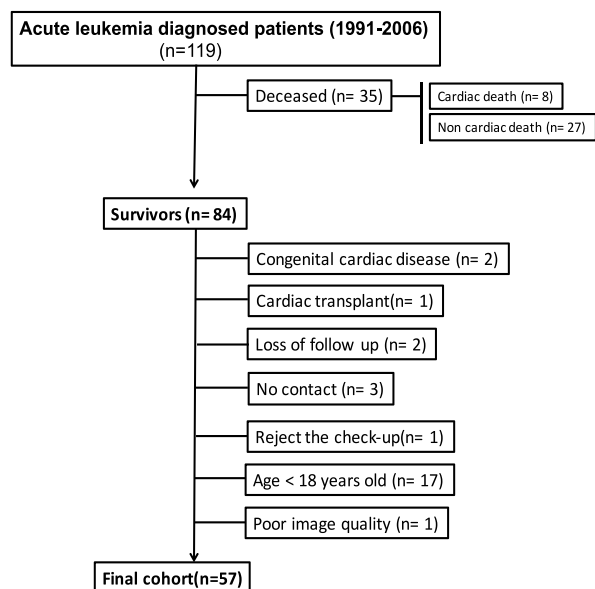 Acute leukemia diagnosed patients (1991-2006)
(n=119)
Deceased (n= 35)
Cardiac death (n= 8)
Non cardiac death (n= 27)
Survivors (n= 84)
Congenital cardiac disease (n= 2)
Cardiac transplant(n= 1)
Loss of follow up (n= 2)
No contact (n= 3)
Reject the check-up(n= 1)
Age < 18 years old (n= 17)
Poor image quality (n= 1)
Final cohort(n=57)